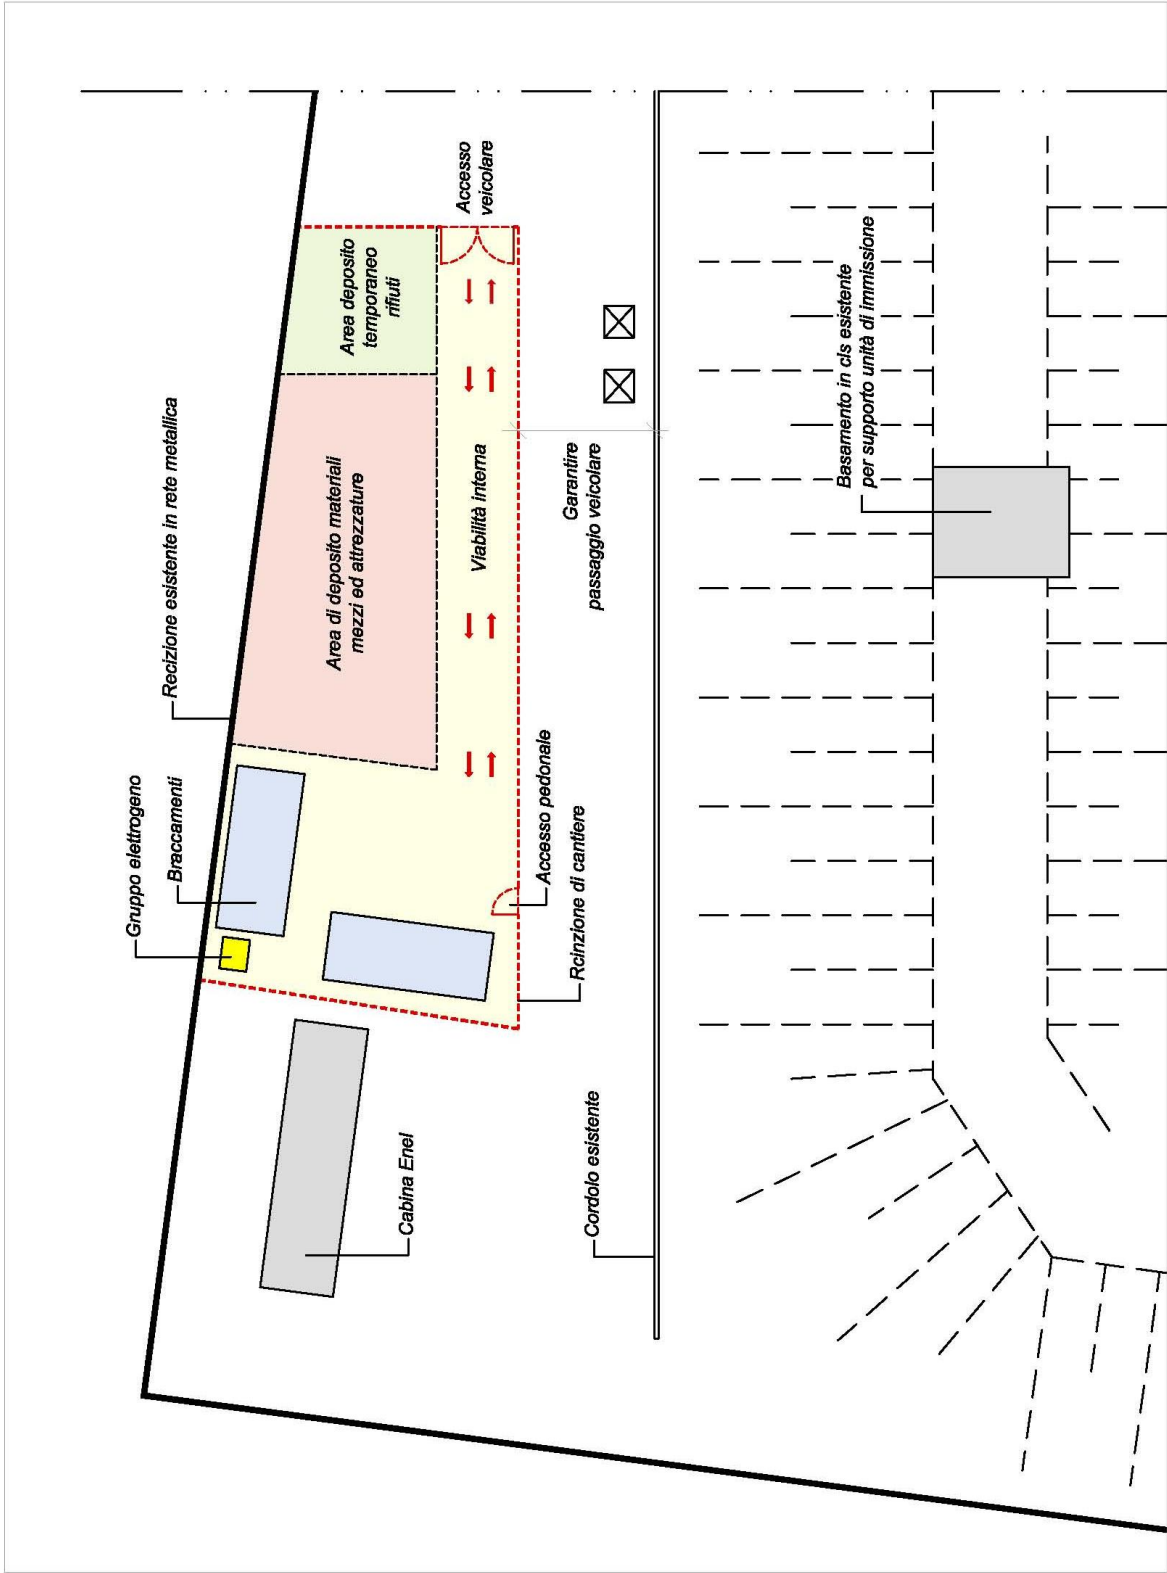 Recizione esistente in rete metallica
Gruppo elettrogeno
Braccamenti
Area di deposito materiali
mezzi ed attrezzature
Area deposito
temporaneo
rifiuti
Accesso
veicolare
Viabilità interna
Accesso pedonale
Rcinzione di cantiere
Garantire
passaggio veicolare
Cabina Enel
Cordolo esistente
Basamento in cls esistente
per supporto unità di immissione